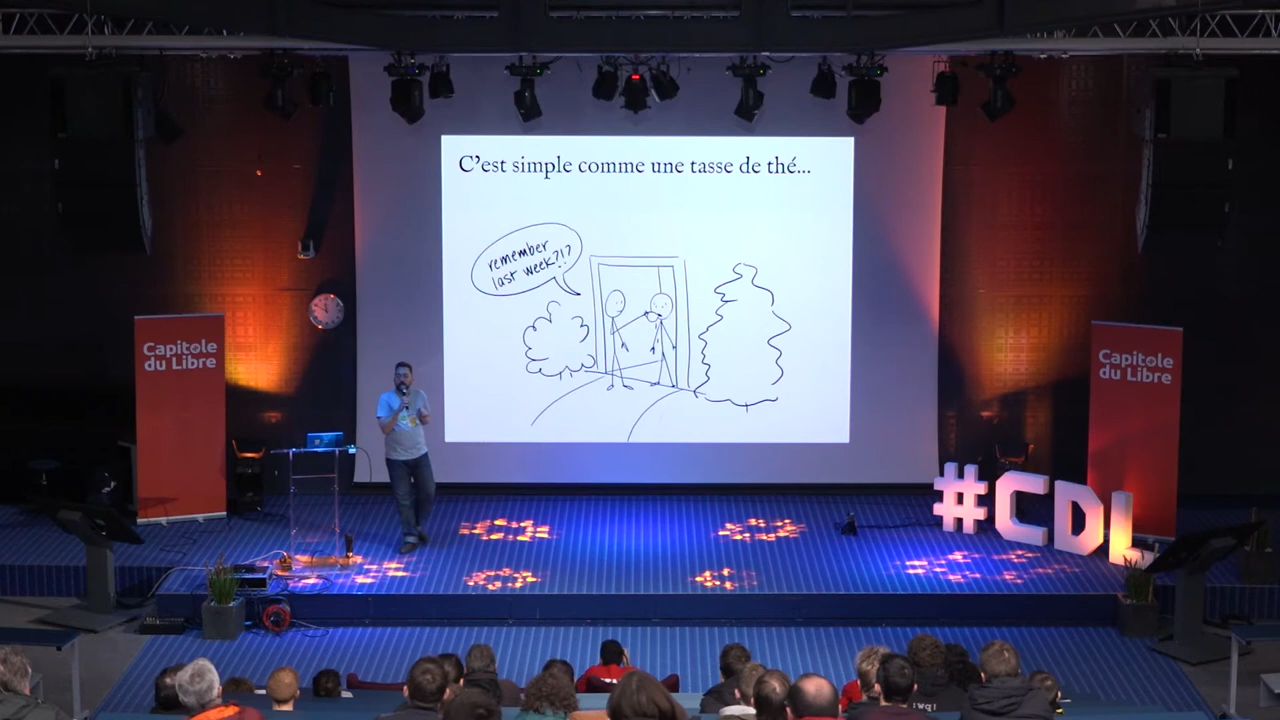 C'est simple comme une tasse de thé...
remember
last week?!?
Capitole
du Libre
Capitole
du Libre
#CDL